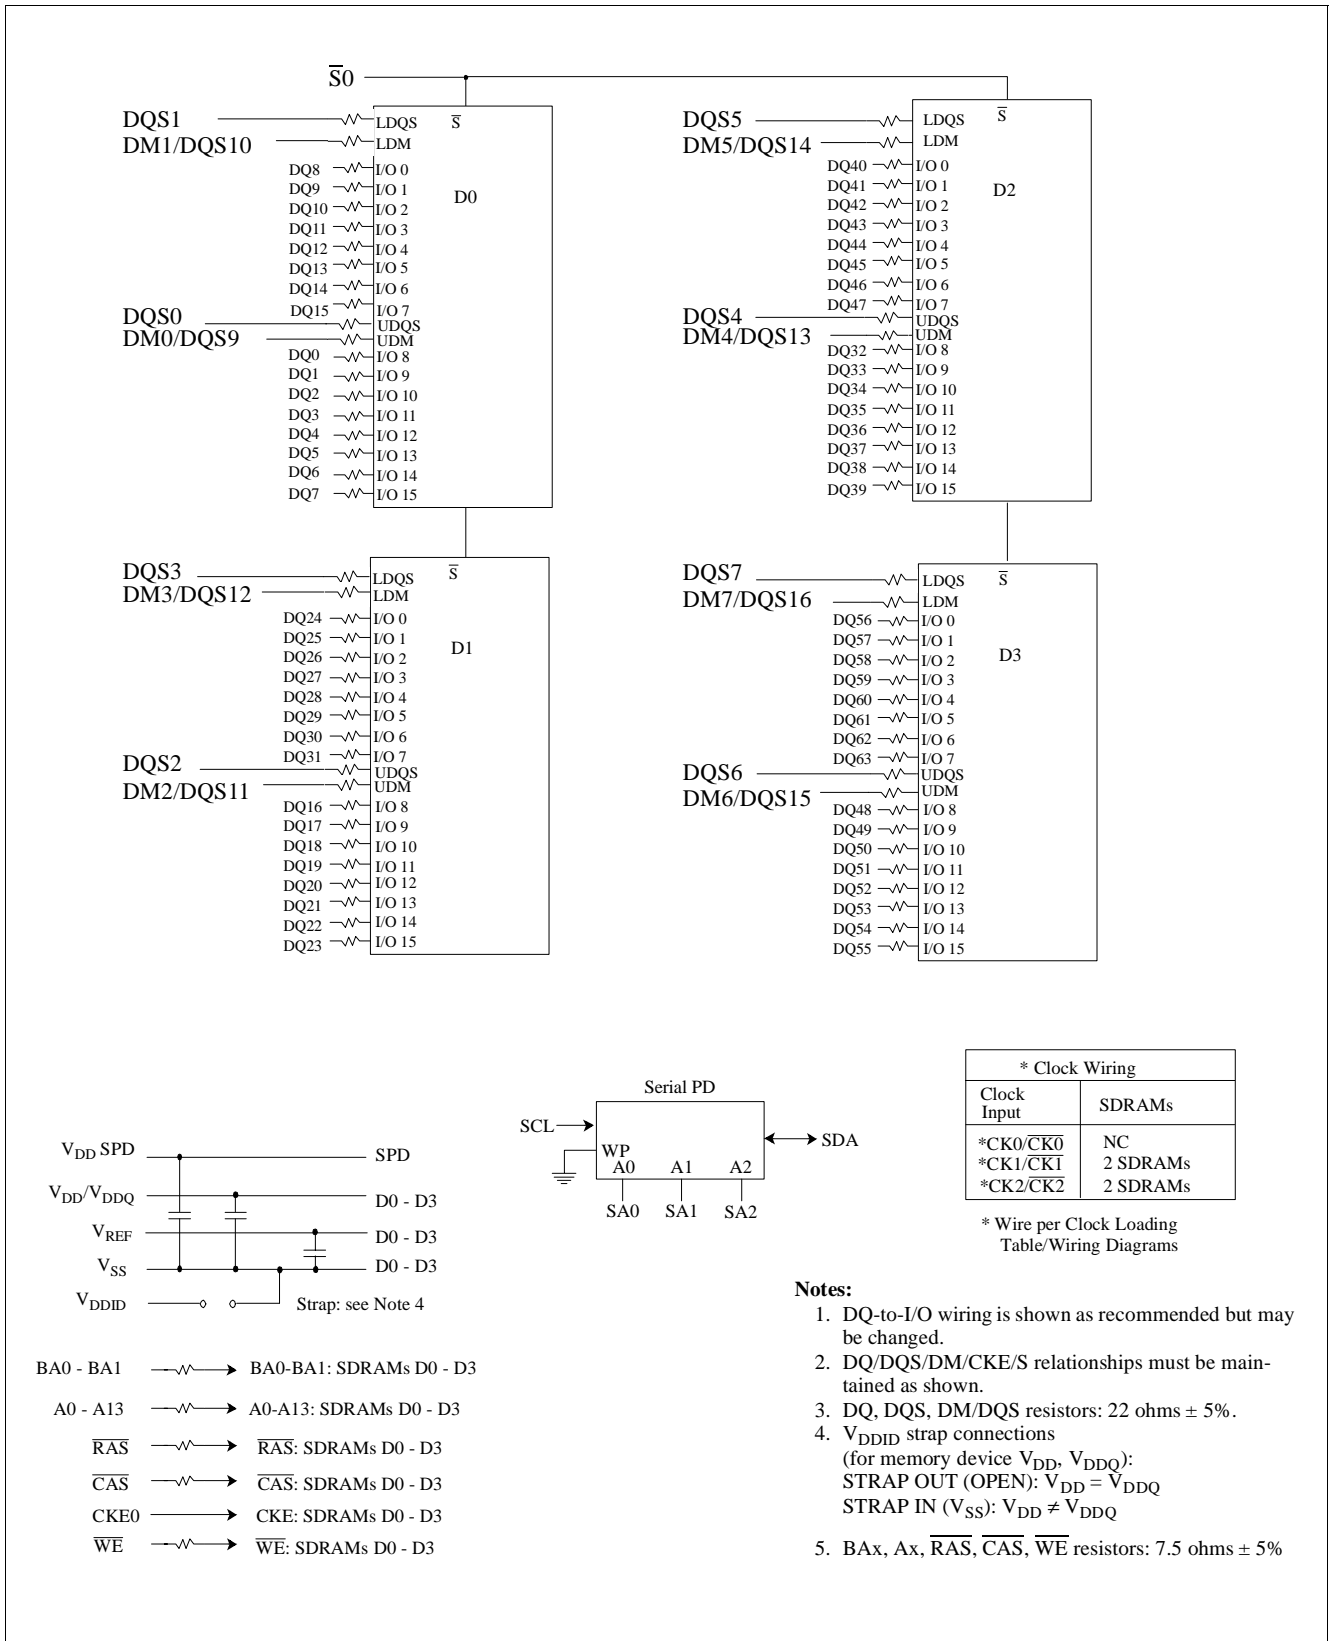 S̅0
DQS1
DM1/DQS10
LDQS
S̅
LDM
DQ8 I/O 0
DQ9 I/O 1
DQ10 I/O 2
D0
DQ11 I/O 3
DQ12 I/O 4
DQ13 I/O 5
DQ14 I/O 6
DQ15 I/O 7
DQS0
UDQS
DM0/DQS9
UDM
DQ0 I/O 8
DQ1 I/O 9
DQ2 I/O 10
DQ3 I/O 11
DQ4 I/O 12
DQ5 I/O 13
DQ6 I/O 14
DQ7 I/O 15
DQS5
DM5/DQS14
LDQS
S̅
LDM
DQ40 I/O 0
DQ41 I/O 1
D2
DQ42 I/O 2
DQ43 I/O 3
DQ44 I/O 4
DQ45 I/O 5
DQ46 I/O 6
DQ47 I/O 7
DQS4
UDQS
DM4/DQS13
UDM
DQ32 I/O 8
DQ33 I/O 9
DQ34 I/O 10
DQ35 I/O 11
DQ36 I/O 12
DQ37 I/O 13
DQ38 I/O 14
DQ39 I/O 15
DQS3
DM3/DQS12
LDQS
S̅
LDM
DQ24 I/O 0
DQ25 I/O 1
D1
DQ26 I/O 2
DQ27 I/O 3
DQ28 I/O 4
DQ29 I/O 5
DQ30 I/O 6
DQ31 I/O 7
DQS2
UDQS
DM2/DQS11
UDM
DQ16 I/O 8
DQ17 I/O 9
DQ18 I/O 10
DQ19 I/O 11
DQ20 I/O 12
DQ21 I/O 13
DQ22 I/O 14
DQ23 I/O 15
DQS7
DM7/DQS16
LDQS
S̅
LDM
DQ56 I/O 0
DQ57 I/O 1
D3
DQ58 I/O 2
DQ59 I/O 3
DQ60 I/O 4
DQ61 I/O 5
DQ62 I/O 6
DQ63 I/O 7
DQS6
UDQS
DM6/DQS15
UDM
DQ48 I/O 8
DQ49 I/O 9
DQ50 I/O 10
DQ51 I/O 11
DQ52 I/O 12
DQ53 I/O 13
DQ54 I/O 14
DQ55 I/O 15
Serial PD
SCL
SDA
WP
A0 A1 A2
SA0 SA1 SA2
* Clock Wiring
Clock
Input
SDRAMs
*CK0/C̅K̅0̅ NC
*CK1/C̅K̅1̅ 2 SDRAMs
*CK2/C̅K̅2̅ 2 SDRAMs
* Wire per Clock Loading
Table/Wiring Diagrams
VDD SPD SPD
VDD/VDDQ D0 - D3
VREF D0 - D3
VSS D0 - D3
VDDID Strap: see Note 4
BA0 - BA1 BA0-BA1: SDRAMs D0 - D3
A0 - A13 A0-A13: SDRAMs D0 - D3
R̅A̅S̅ R̅A̅S̅: SDRAMs D0 - D3
C̅A̅S̅ C̅A̅S̅: SDRAMs D0 - D3
CKE0 CKE: SDRAMs D0 - D3
W̅E̅ W̅E̅: SDRAMs D0 - D3
Notes:
1. DQ-to-I/O wiring is shown as recommended but may
be changed.
2. DQ/DQS/DM/CKE/S relationships must be main-
tained as shown.
3. DQ, DQS, DM/DQS resistors: 22 ohms ± 5%.
4. VDDID strap connections
(for memory device VDD, VDDQ):
STRAP OUT (OPEN): VDD = VDDQ
STRAP IN (VSS): VDD ≠ VDDQ
5. BAx, Ax, R̅A̅S̅, C̅A̅S̅, W̅E̅ resistors: 7.5 ohms ± 5%